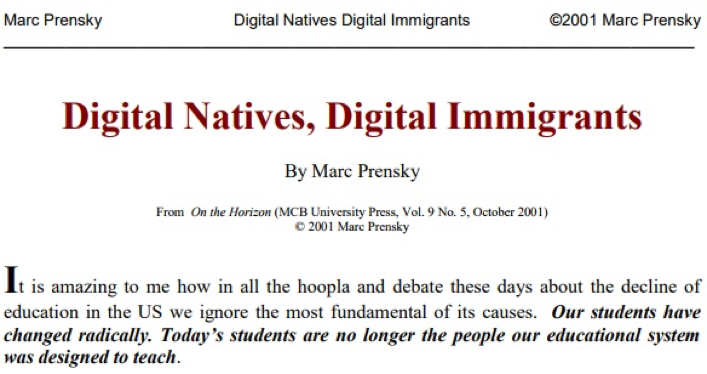 Marc Prensky Digital Natives Digital Immigrants ©2001 Marc Prensky
Digital Natives, Digital Immigrants
By Marc Prensky
From On the Horizon (MCB University Press, Vol. 9 No. 5, October 2001)
© 2001 Marc Prensky
It is amazing to me how in all the hoopla and debate these days about the decline of
education in the US we ignore the most fundamental of its causes. Our students have
changed radically. Today’s students are no longer the people our educational system
was designed to teach.